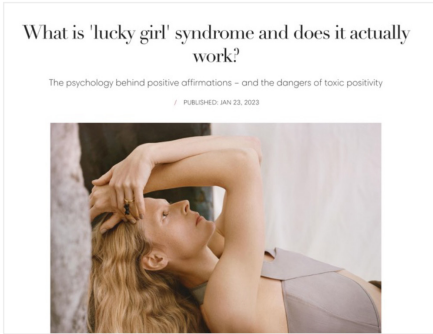 What is 'lucky girl' syndrome and does it actually
work?
The psychology behind positive affirmations – and the dangers of toxic positivity
/ PUBLISHED: JAN 23, 2023